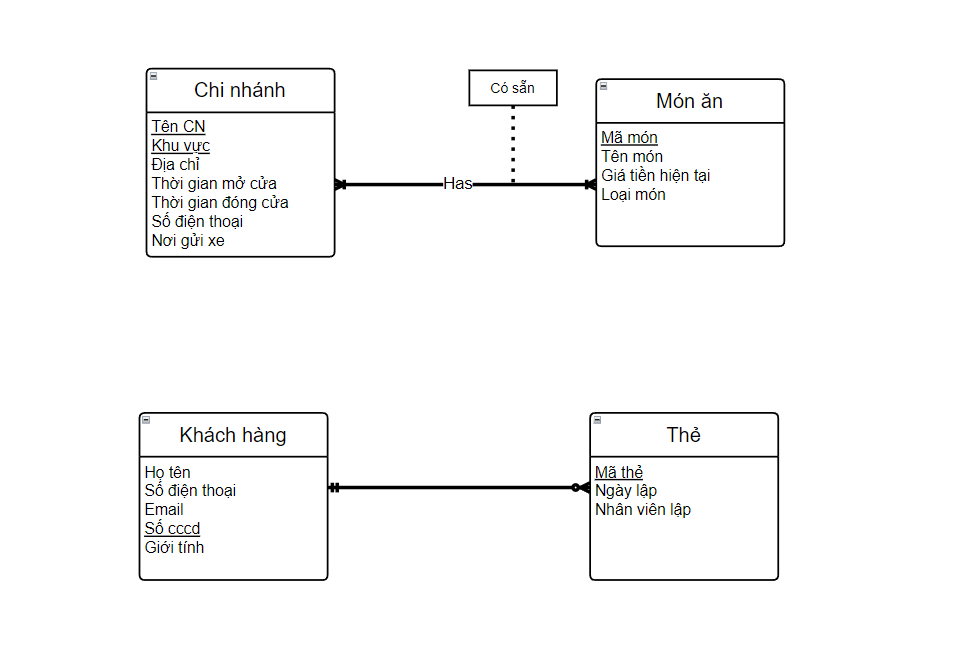 Chi nhánh
Tên CN
Khu vực
Địa chỉ
Thời gian mở cửa
Thời gian đóng cửa
Số điện thoại
Nơi gửi xe
Has
Có sẵn
Món ăn
Mã món
Tên món
Giá tiền hiện tại
Loại món
Khách hàng
Họ tên
Số điện thoại
Email
Số cccd
Giới tính
Thẻ
Mã thẻ
Ngày lập
Nhân viên lập